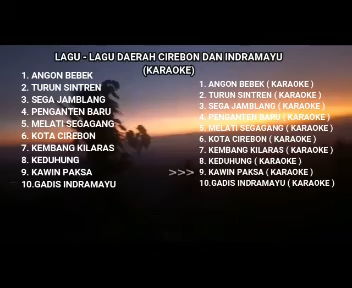 LAGU - LAGU DAERAH CIREBON DAN INDRAMAYU
(KARAOKE)
1. ANGON BEBEK
2. TURUN SINTREN
3. SEGA JAMBLANG
4. PENGANTEN BARU
5. MELATI SEGAGANG
6. KOTA CIREBON
7. KEMBANG KILARAS
8. KEDUHUNG
9. KAWIN PAKSA
10.GADIS INDRAMAYU
>>>
1. ANGON BEBEK ( KARAOKE )
2. TURUN SINTREN ( KARAOKE )
3. SEGA JAMBLANG ( KARAOKE )
4. PENGANTEN BARU ( KARAOKE )
5. MELATI SEGAGANG ( KARAOKE )
6. KOTA CIREBON ( KARAOKE )
7. KEMBANG KILARAS ( KARAOKE )
8. KEDUHUNG ( KARAOKE )
9. KAWIN PAKSA ( KARAOKE )
10.GADIS INDRAMAYU ( KARAOKE )